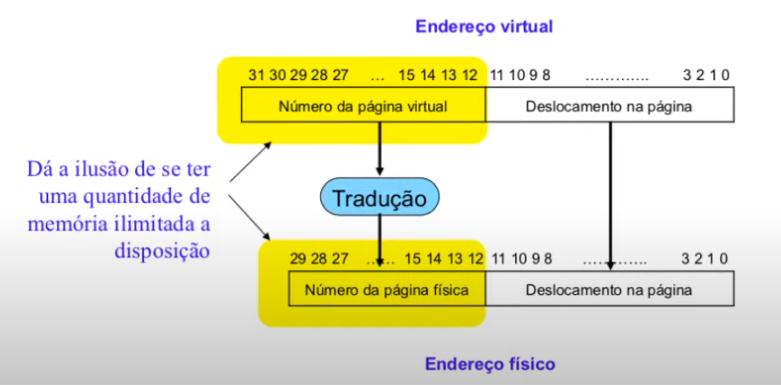 Endereço virtual
31 30 29 28 27 ... 15 14 13 12 11 10 9 8 ............. 3 2 1 0
Número da página virtual Deslocamento na página
Dá a ilusão de se ter
uma quantidade de
memória ilimitada a
disposição
Tradução
29 28 27 ...... 15 14 13 12 11 10 9 8 ............. 3 2 1 0
Número da página física Deslocamento na página
Endereço físico